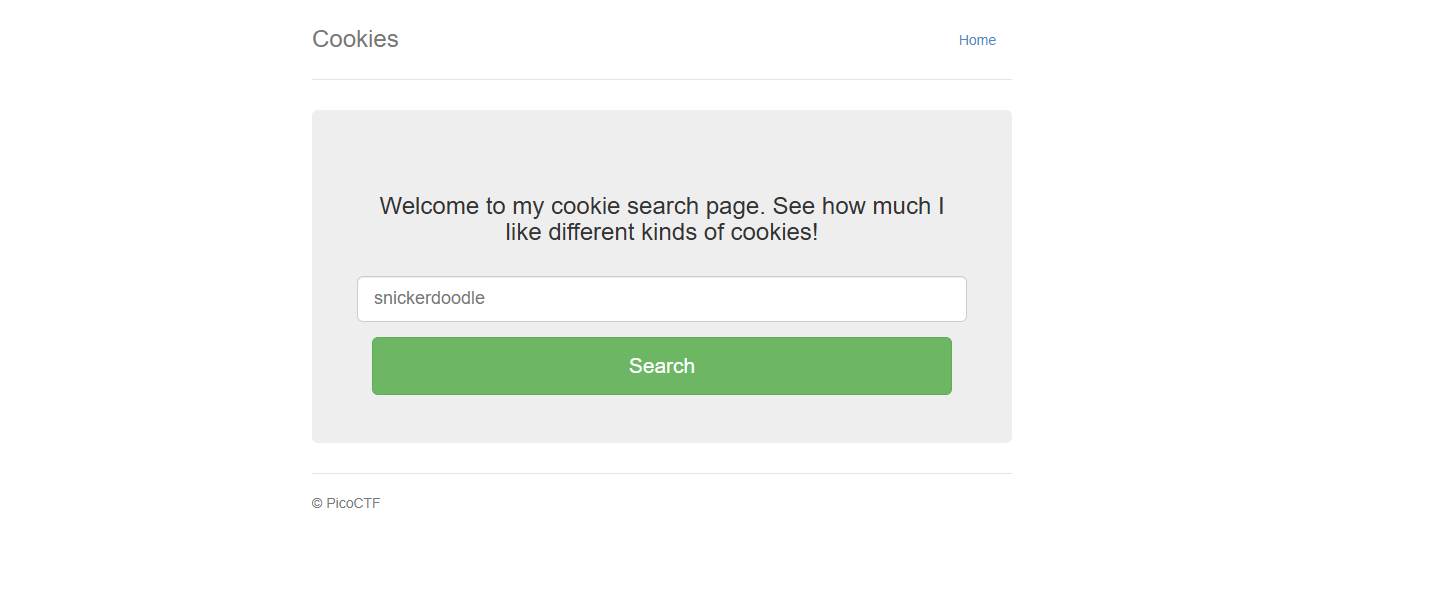 Cookies
Home
Welcome to my cookie search page. See how much I
like different kinds of cookies!
snickerdoodle
Search
© PicoCTF